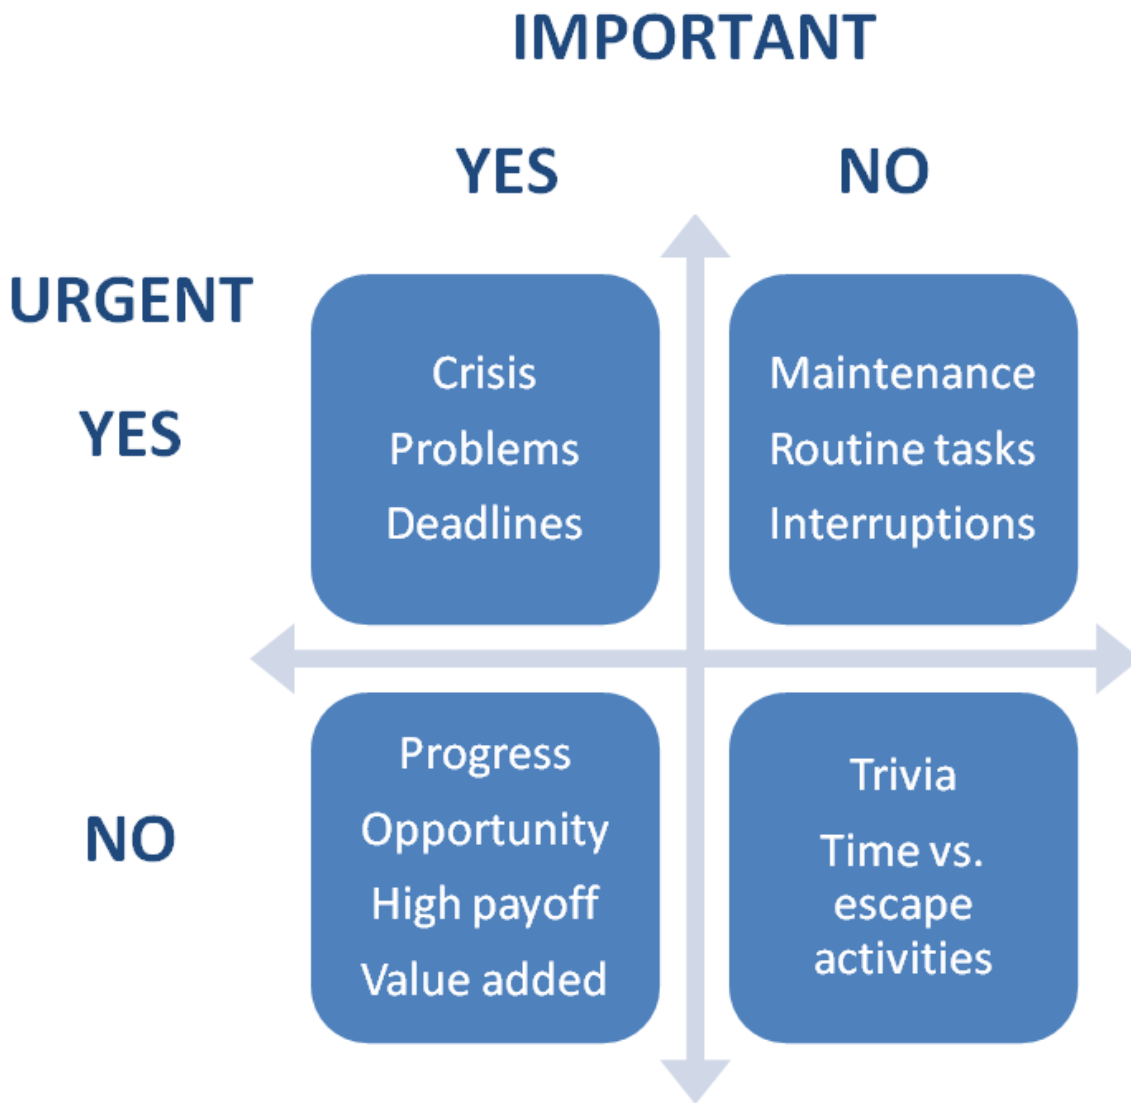 IMPORTANT
YES
NO
URGENT
YES
Crisis
Problems
Deadlines
Maintenance
Routine tasks
Interruptions
NO
Progress
Opportunity
High payoff
Value added
Trivia
Time vs.
escape
activities